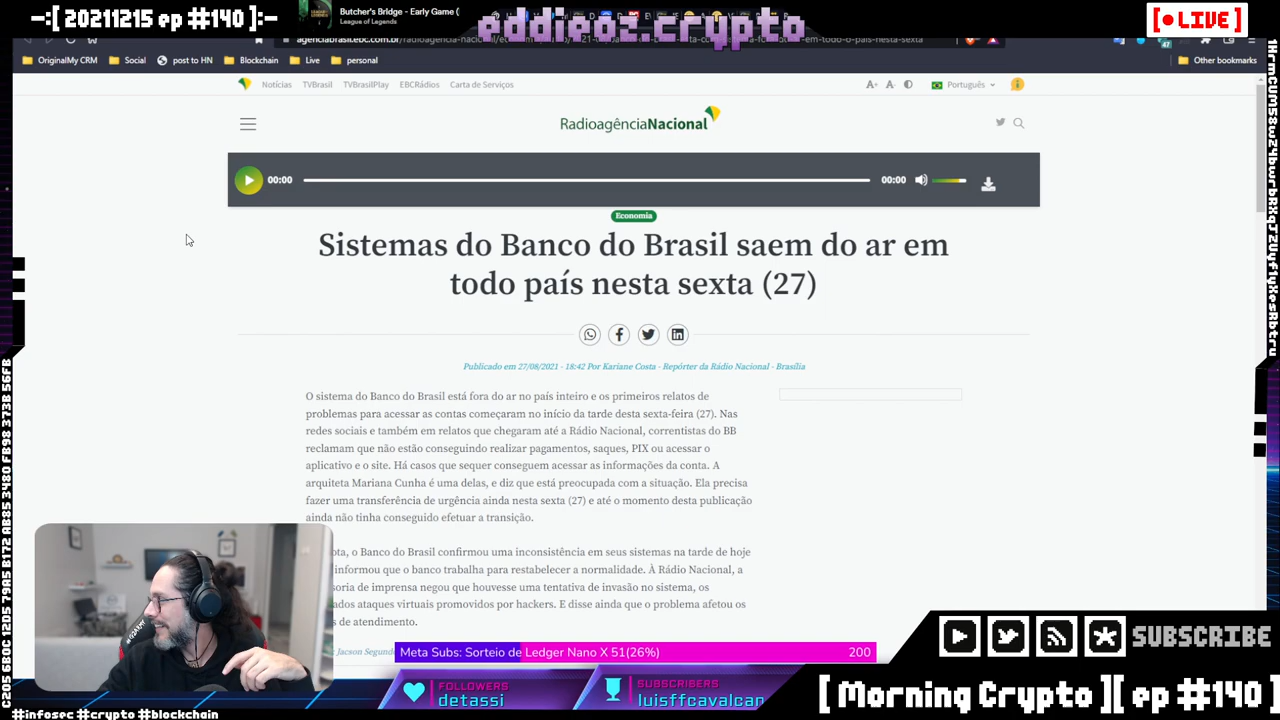 -:[ 20211215 ep #140 ]:-
Butcher's Bridge - Early Game (
League of Legends
eddieoz crypto
[●LIVE]
OriginalMy CRM
Social
post to HN
Blockchain
Live
personal
Other bookmarks
Notícias
TVBrasil
TVBrasilPlay
EBCRádios
Carta de Serviços
A+
A-
Português
RadioagênciaNacional
00:00
00:00
Economia
Sistemas do Banco do Brasil saem do ar em
todo país nesta sexta (27)
Publicado em 27/08/2021 - 18:42 Por Kariane Costa - Repórter da Rádio Nacional - Brasília
O sistema do Banco do Brasil está fora do ar no país inteiro e os primeiros relatos de
problemas para acessar as contas começaram no início da tarde desta sexta-feira (27). Nas
redes sociais e também em relatos que chegaram até a Rádio Nacional, correntistas do BB
reclamam que não estão conseguindo realizar pagamentos, saques, PIX ou acessar o
aplicativo e o site. Há casos que sequer conseguem acessar as informações da conta. A
arquiteta Mariana Cunha é uma delas, e diz que está preocupada com a situação. Ela precisa
fazer uma transferência de urgência ainda nesta sexta (27) e até o momento desta publicação
ainda não tinha conseguido efetuar a transição.
o Banco do Brasil confirmou uma inconsistência em seus sistemas na tarde de hoje
informou que o banco trabalha para restabelecer a normalidade. À Rádio Nacional, a
soria de imprensa negou que houvesse uma tentativa de invasão no sistema, os
ados ataques virtuais promovidos por hackers. E disse ainda que o problema afetou os
de atendimento.
Jacson Segund
Meta Subs: Sorteio de Ledger Nano X 51(26%)
200
SUBSCRIBE
FOLLOWERS
detassi
SUBSCRIBERS
luisffcavalcan
[ Morning Crypto ][ ep #140 ]
#infosec #crypto #blockchain